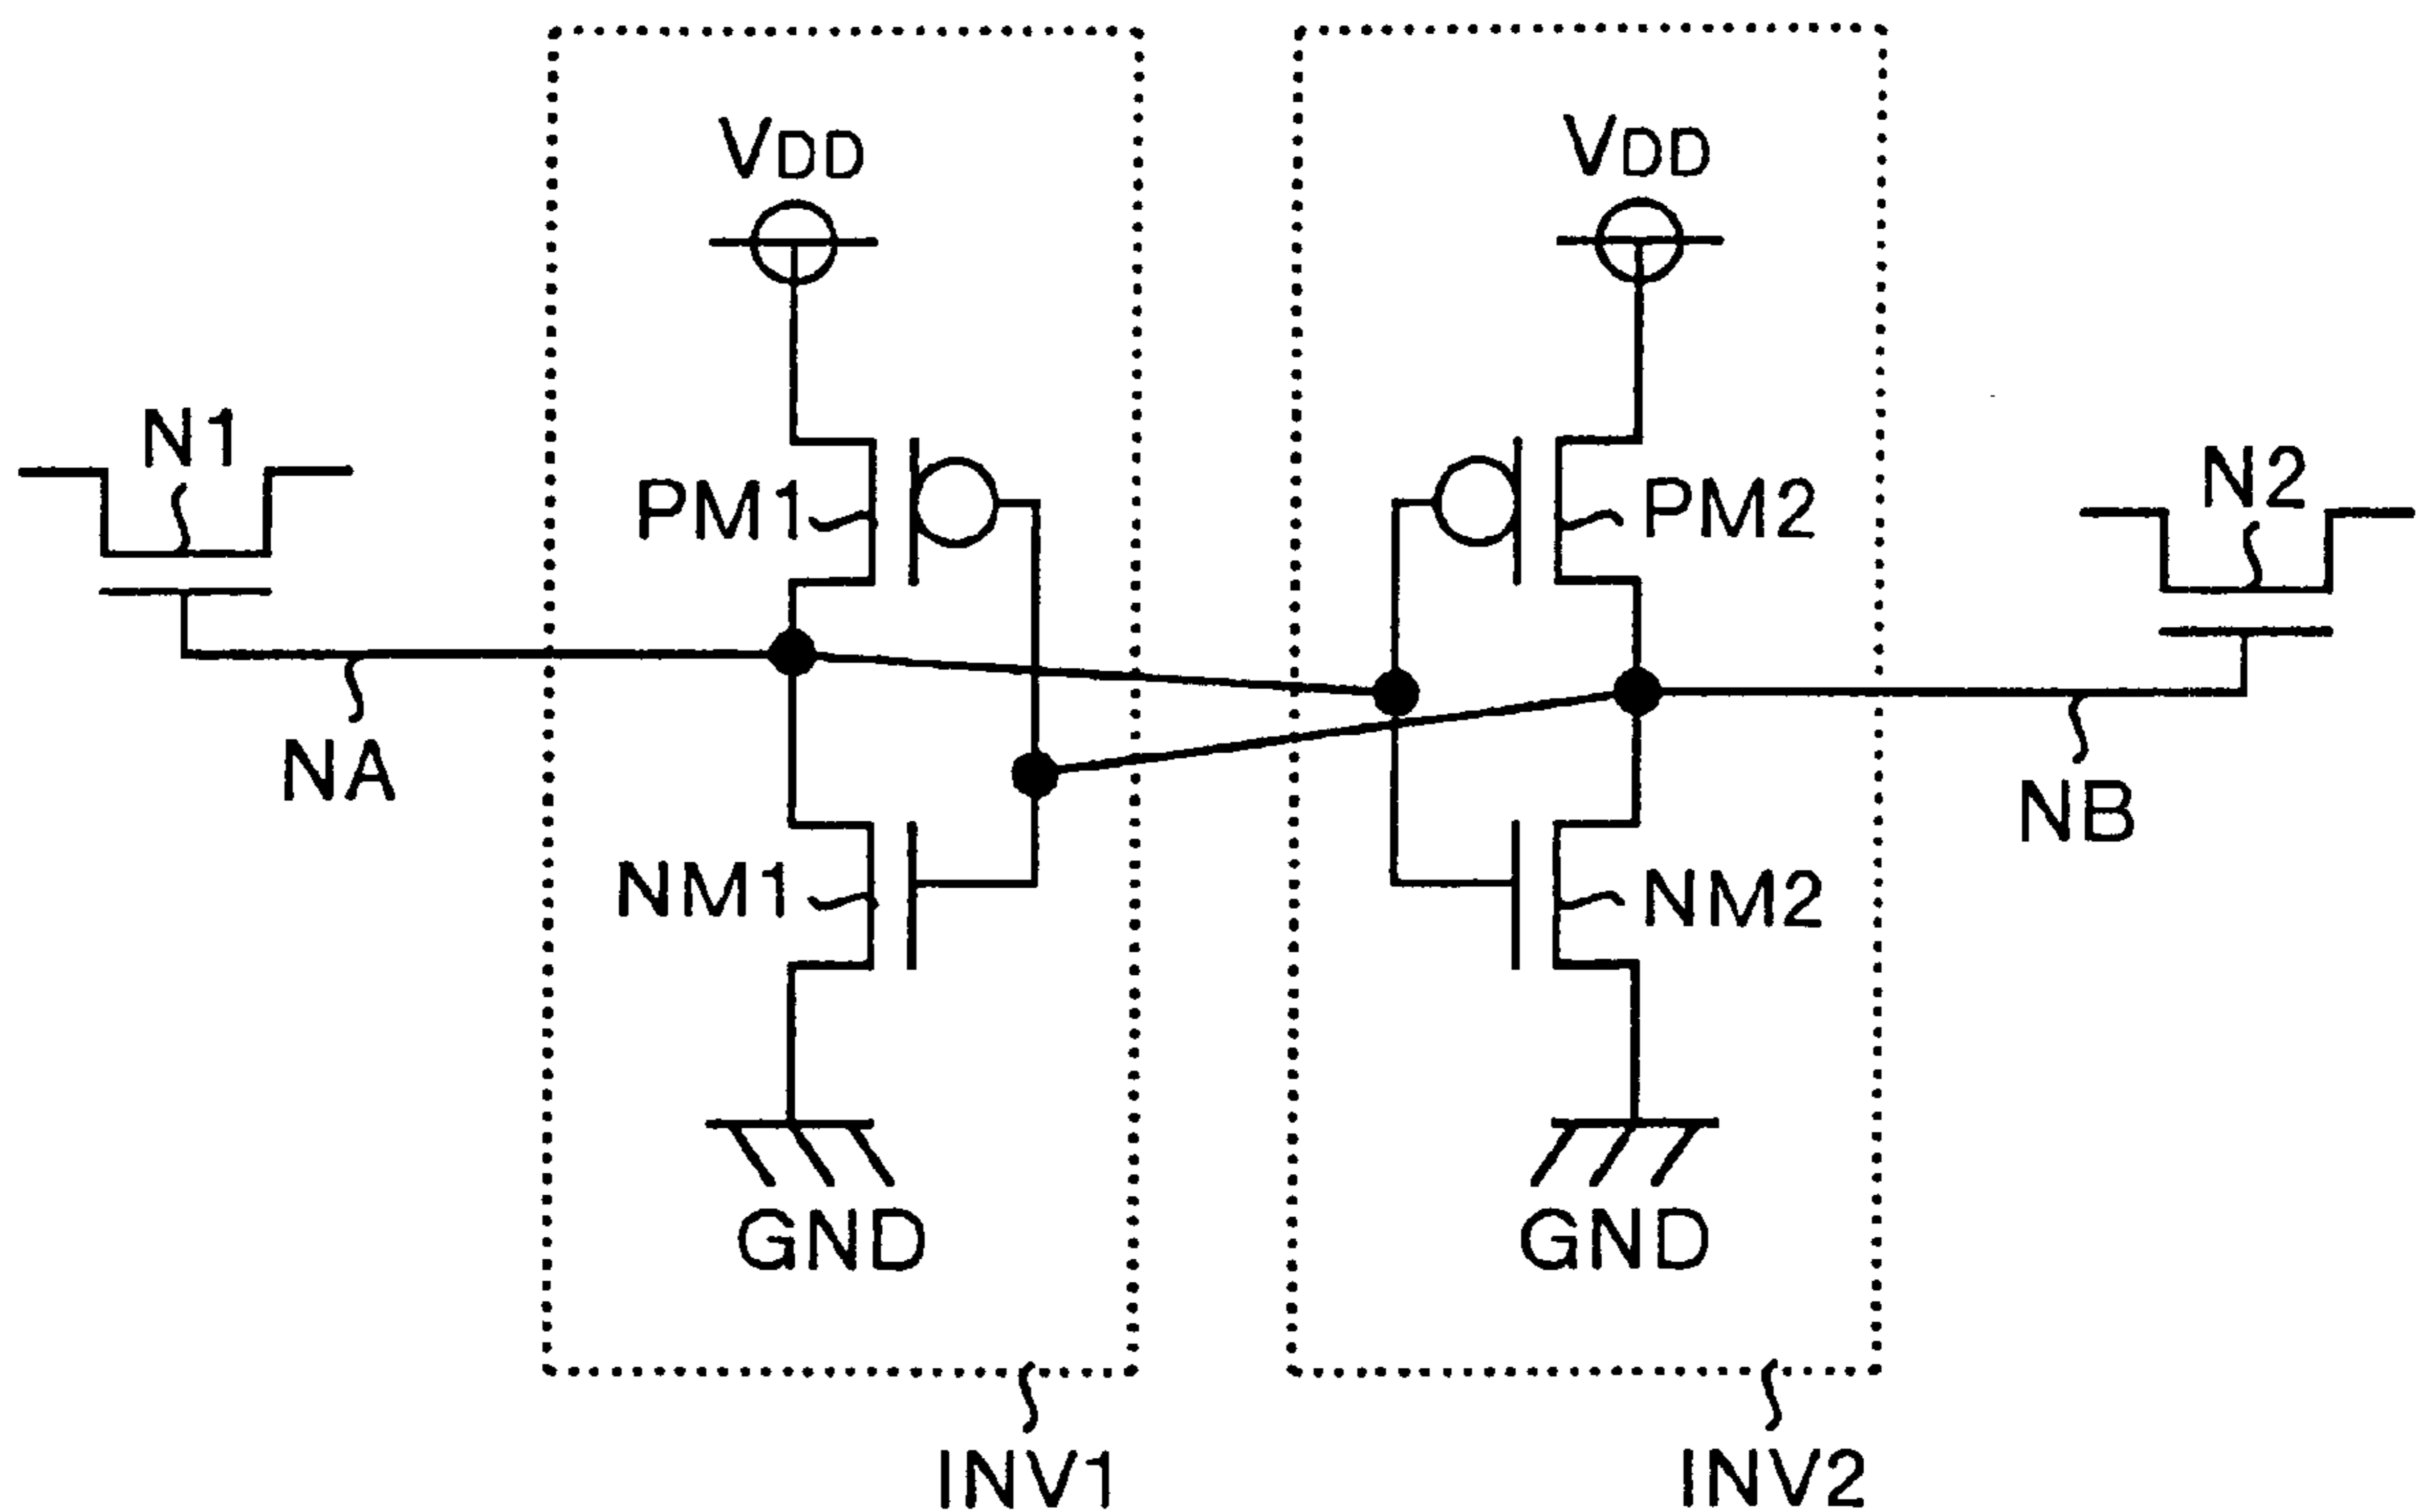 VDD
VDD
N1
PM1
PM2
N2
NA
NB
NM1
NM2
GND
GND
INV1
INV2